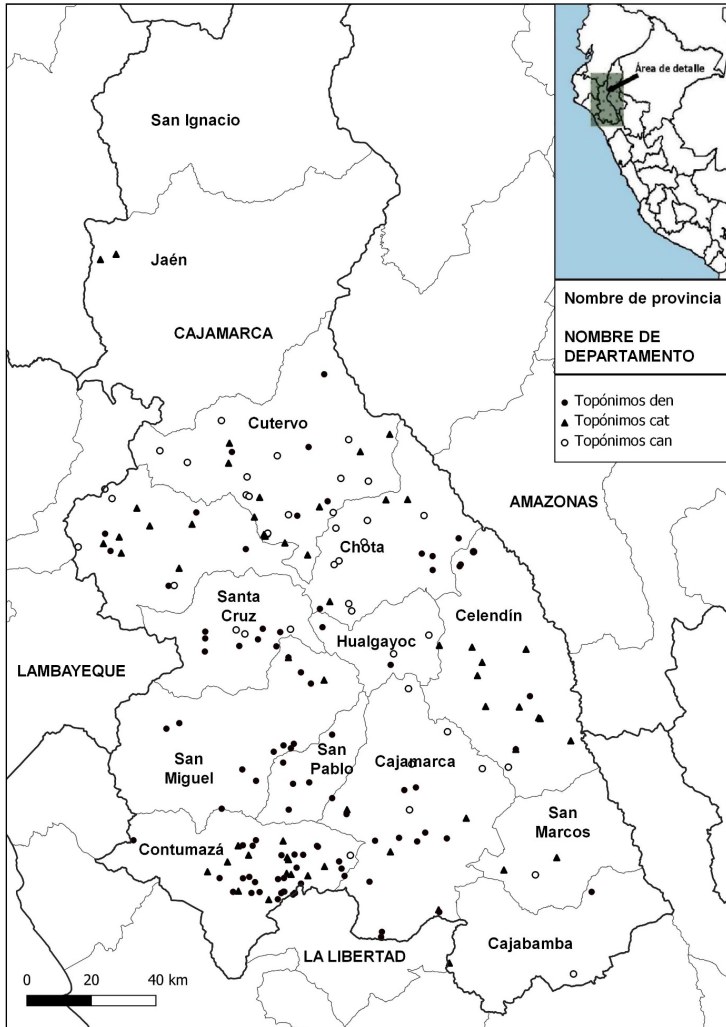 Área de detalle
San Ignacio
Jaén
Nombre de provincia
CAJAMARCA
NOMBRE DE
DEPARTAMENTO
Topónimos den
Topónimos cat
Topónimos can
Cutervo
AMAZONAS
Chota
Santa
Cruz
Celendín
Hualgayoc
LAMBAYEQUE
San
Miguel
San
Pablo
Cajamarca
San
Marcos
Contumazá
Cajabamba
LA LIBERTAD
0 20 40 km